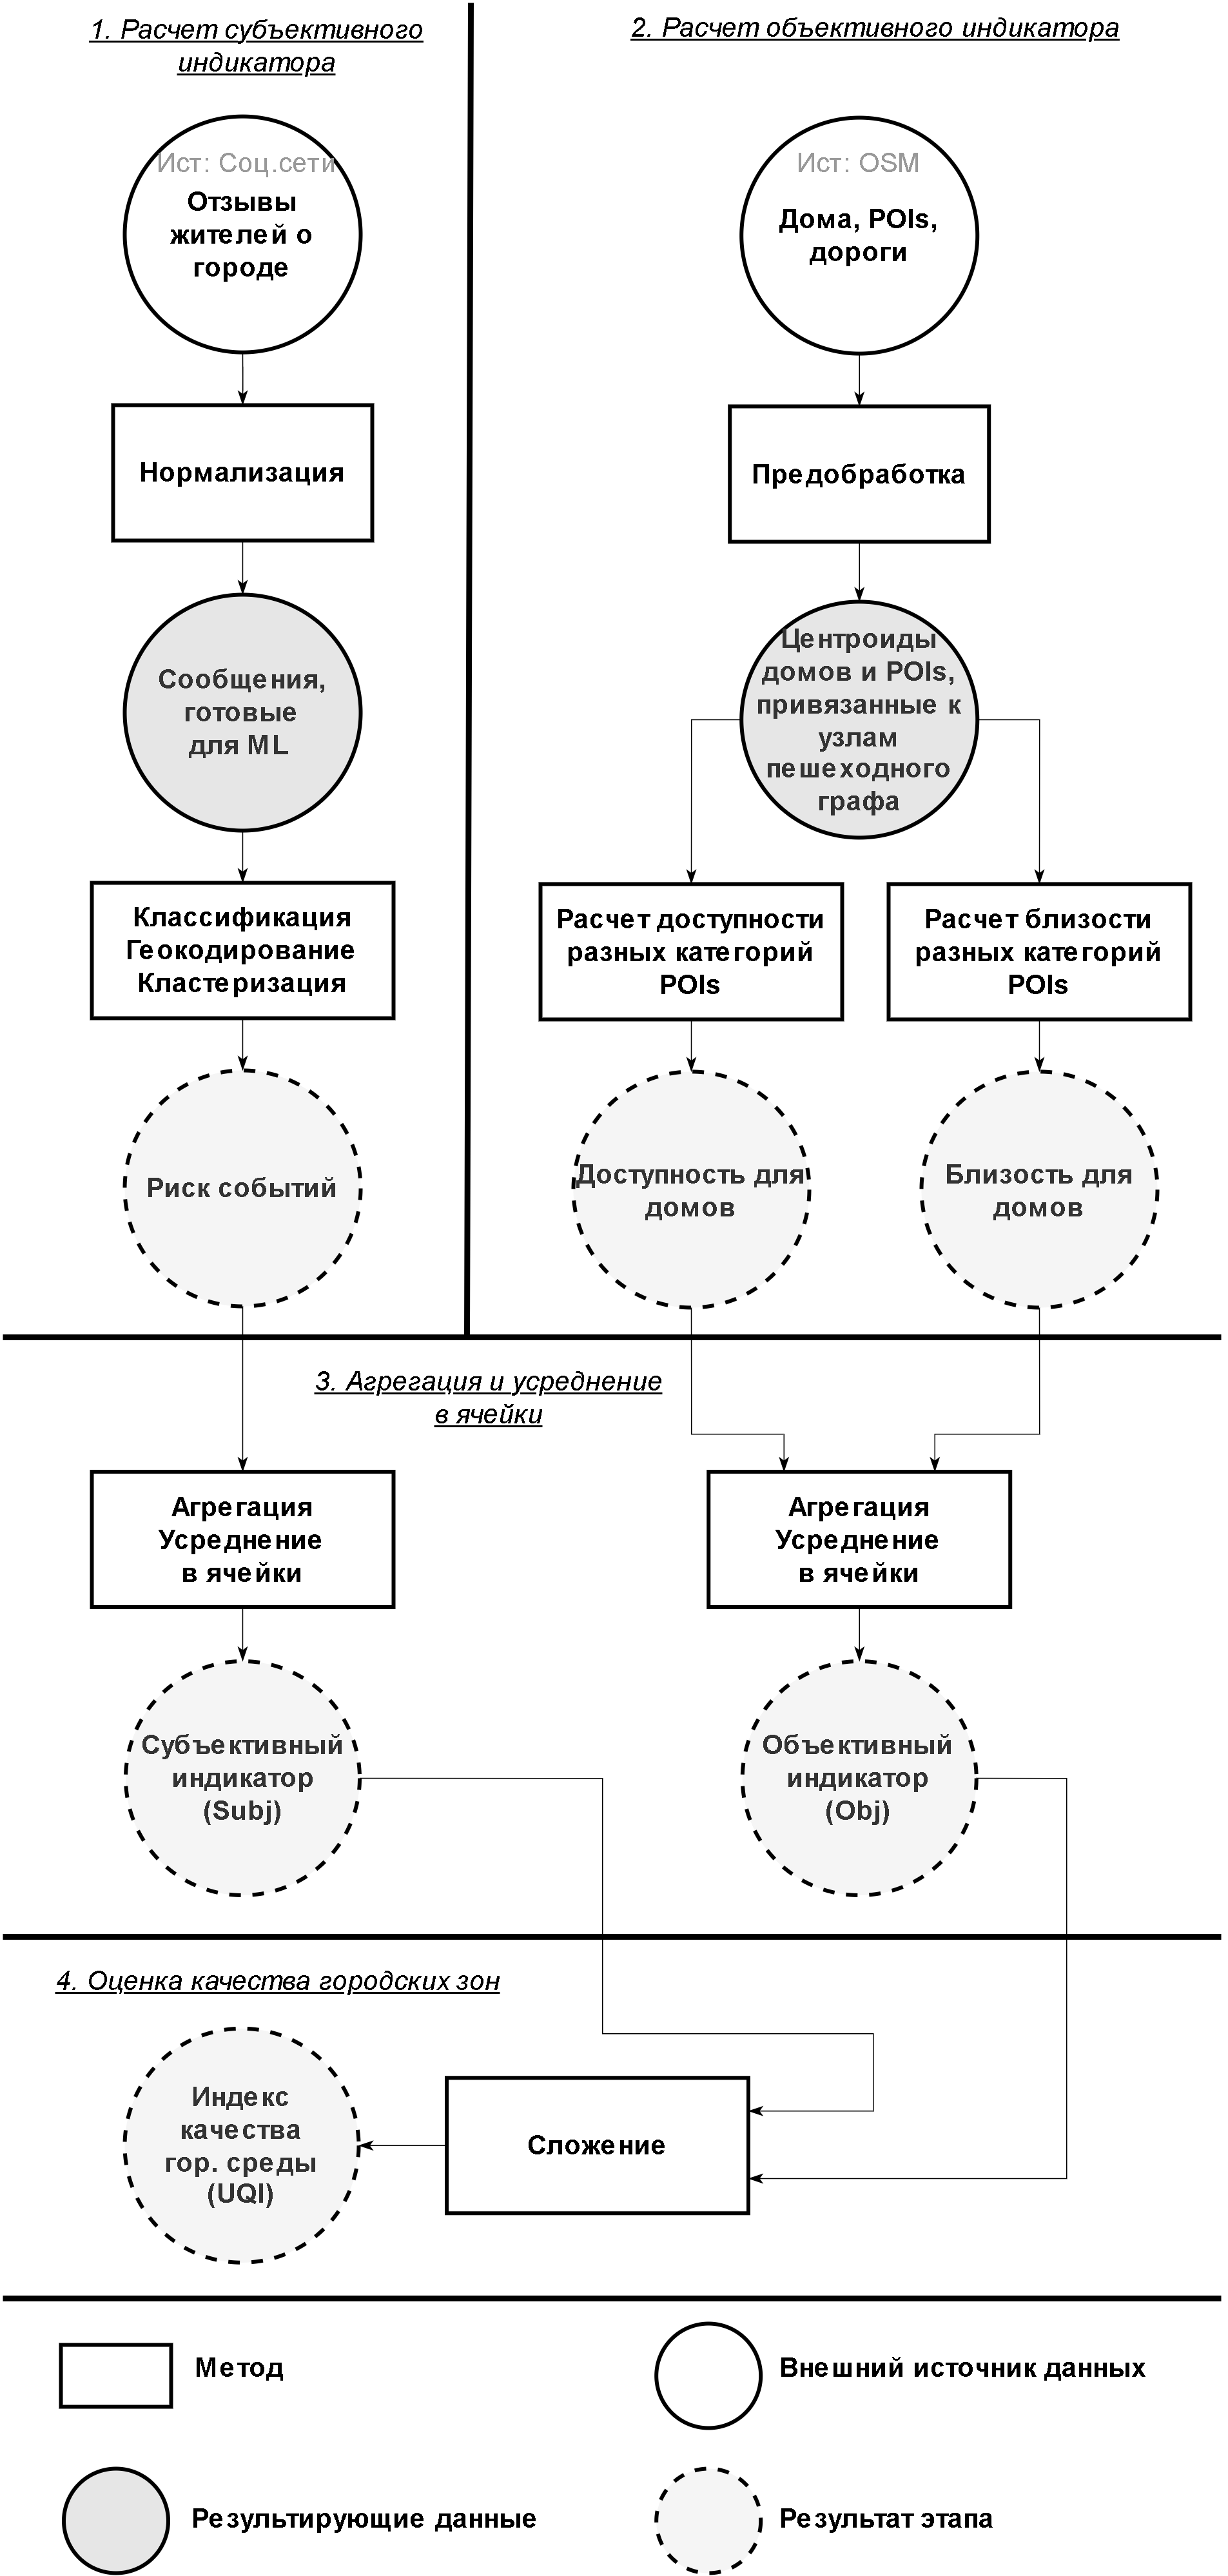 1. Расчет субъективного
индикатора
Ист: Соц.сети
Отзывы
жителей о
городе
Нормализация
Сообщения,
готовые
для ML
Классификация
Геокодирование
Кластеризация
Риск событий
2. Расчет объективного индикатора
Ист: OSM
Дома, POIs,
дороги
Предобработка
Центроиды
домов и POIs,
привязанные к
узлам
пешеходного
графа
Расчет доступности
разных категорий
POIs
Расчет близости
разных категорий
POIs
Доступность для
домов
Близость для
домов
3. Агрегация и усреднение
в ячейки
Агрегация
Усреднение
в ячейки
Агрегация
Усреднение
в ячейки
Субъективный
индикатор
(Subj)
Объективный
индикатор
(Obj)
4. Оценка качества городских зон
Индекс
качества
гор. среды
(UQI)
Сложение
Метод
Внешний источник данных
Результирующие данные
Результат этапа